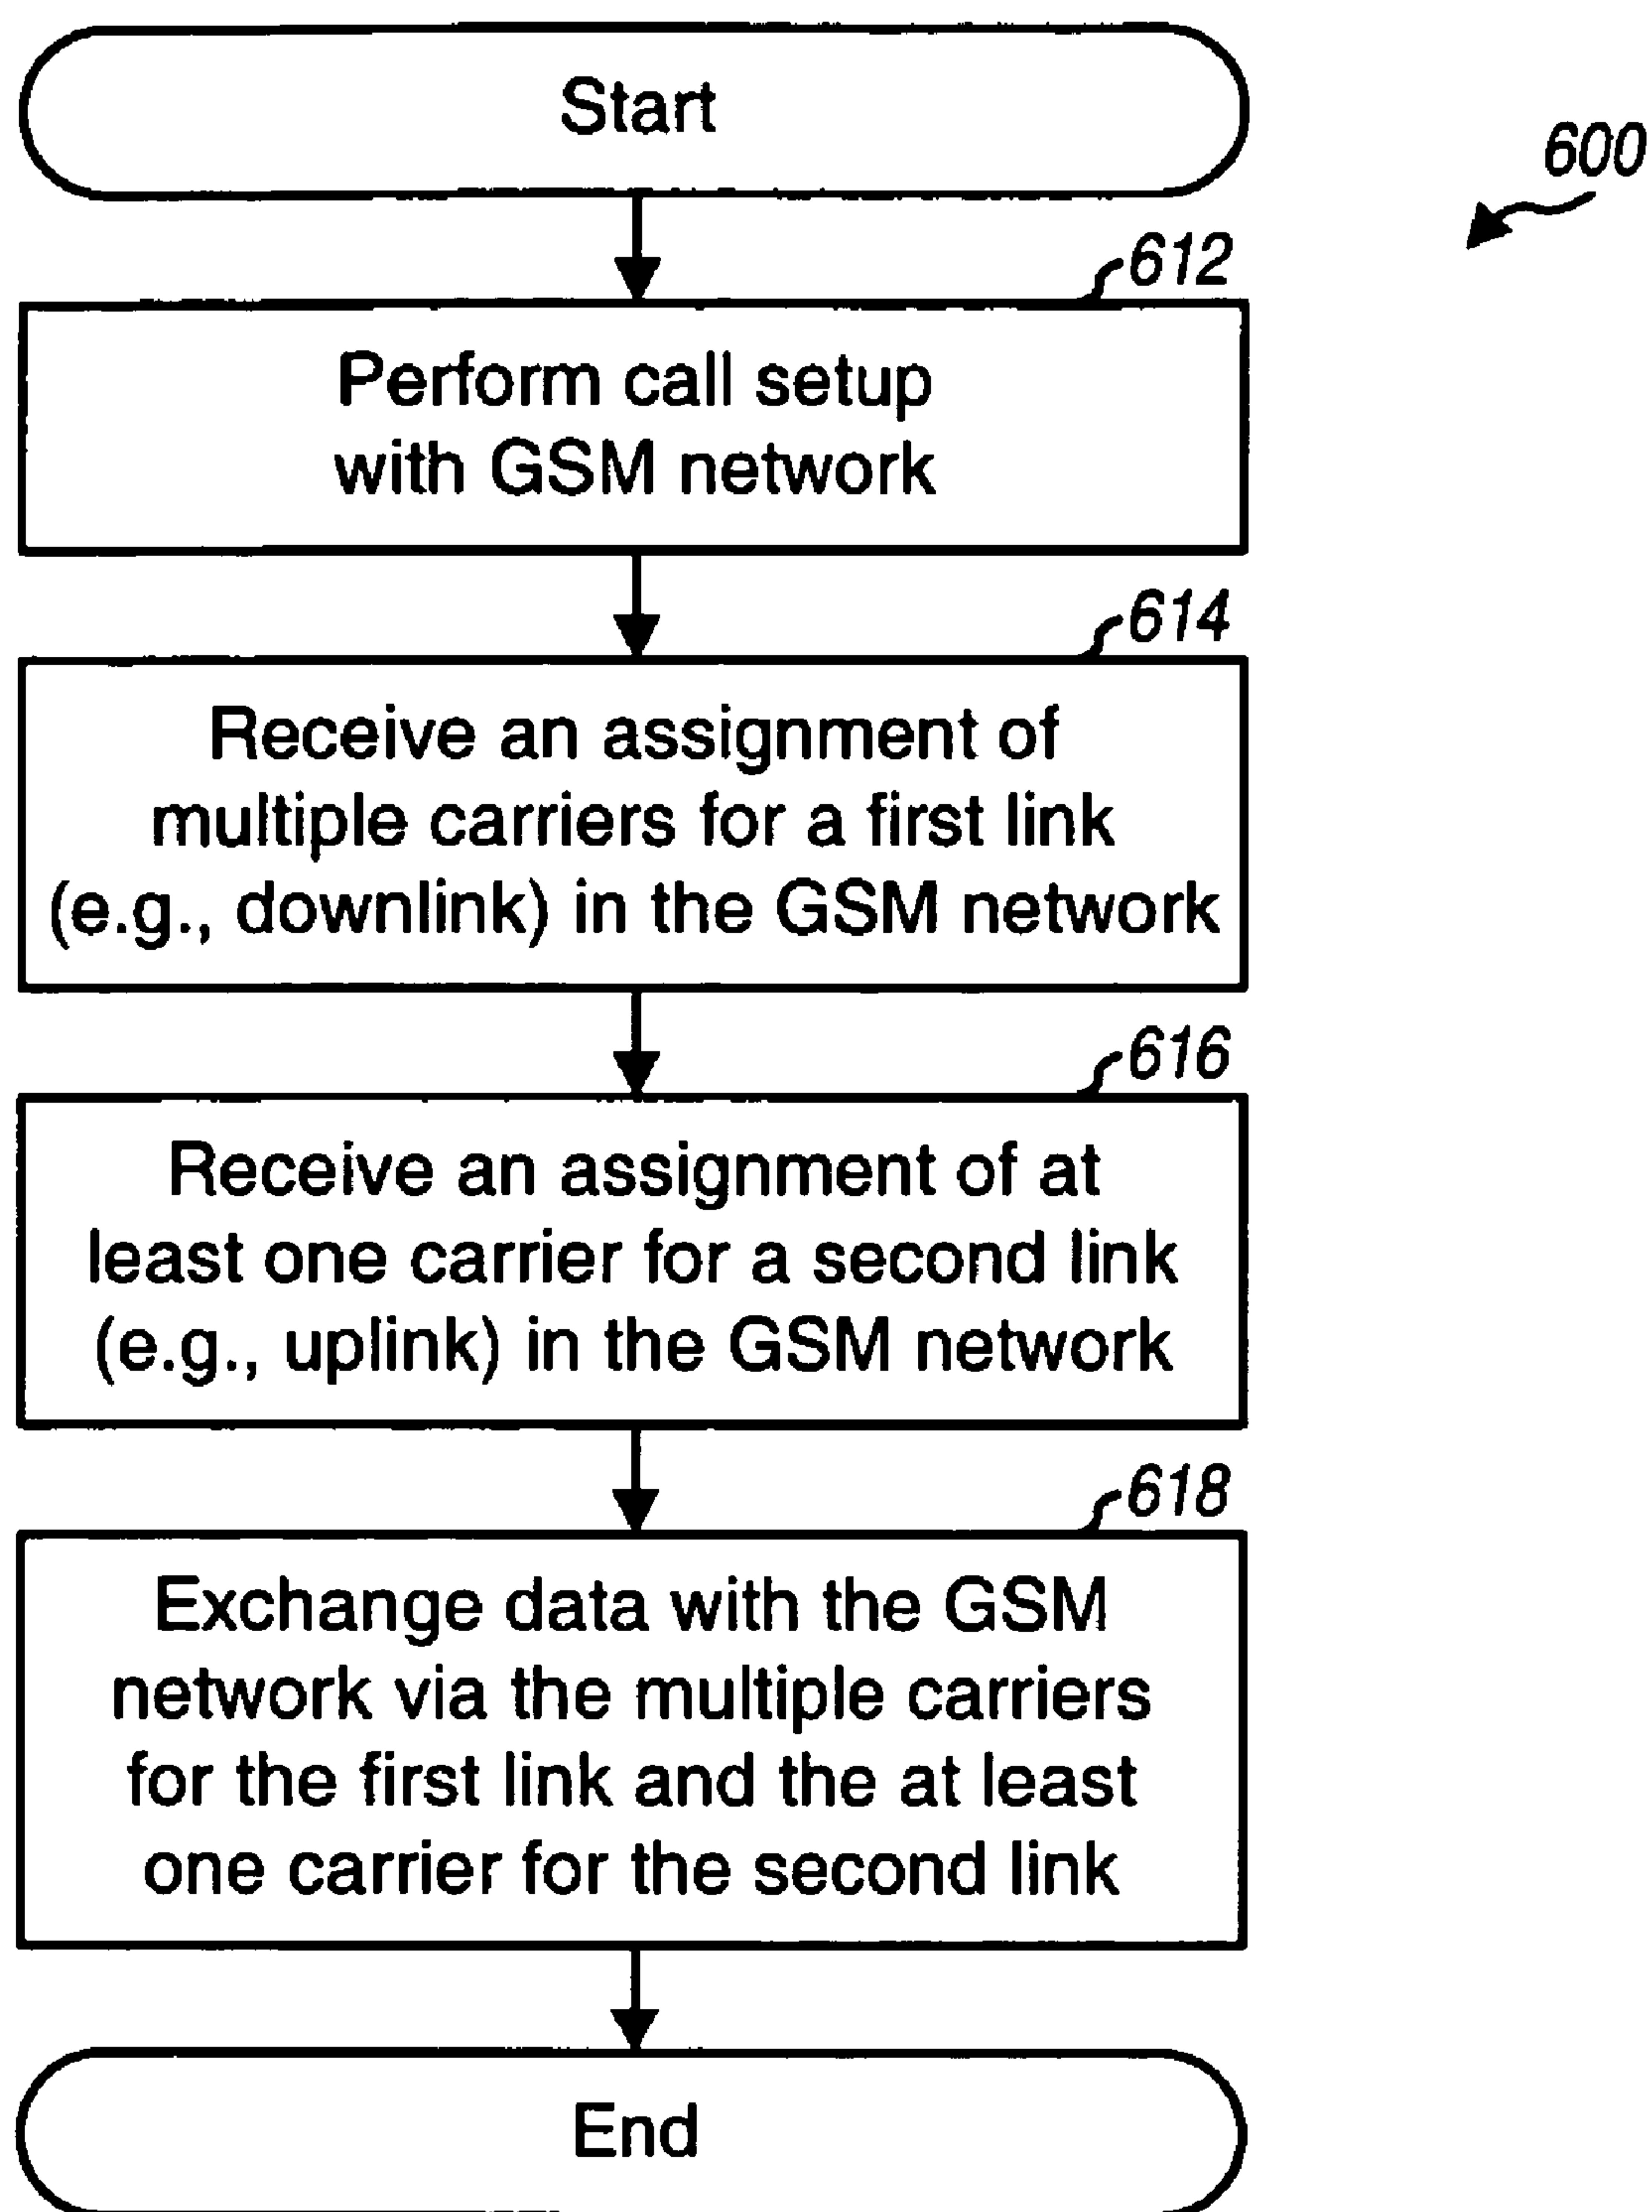 Start
600
612
Perform call setup
with GSM network
614
Receive an assignment of
multiple carriers for a first link
(e.g., downlink) in the GSM network
616
Receive an assignment of at
least one carrier for a second link
(e.g., uplink) in the GSM network
618
Exchange data with the GSM
network via the multiple carriers
for the first link and the at least
one carrier for the second link
End